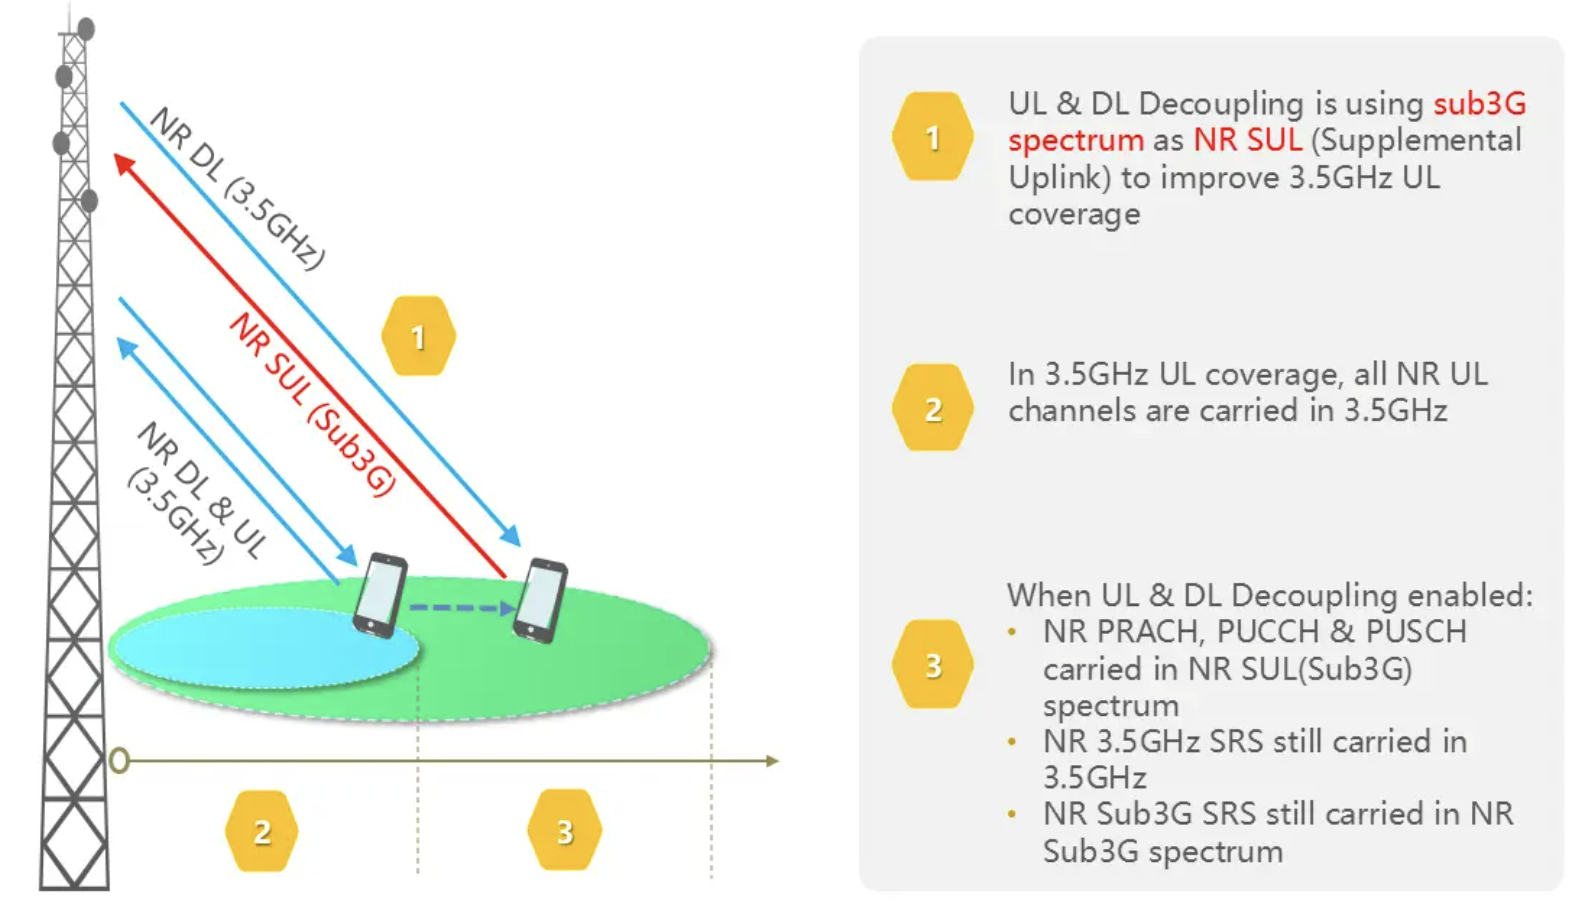 NR DL (3.5GHz)
NR SUL (Sub3G)
NR DL & UL
(3.5GHz)
1
2
3
1
UL & DL Decoupling is using sub3G
spectrum as NR SUL (Supplemental
Uplink) to improve 3.5GHz UL
coverage
2
In 3.5GHz UL coverage, all NR UL
channels are carried in 3.5GHz
3
When UL & DL Decoupling enabled:
• NR PRACH, PUCCH & PUSCH
carried in NR SUL(Sub3G)
spectrum
• NR 3.5GHz SRS still carried in
3.5GHz
• NR Sub3G SRS still carried in NR
Sub3G spectrum